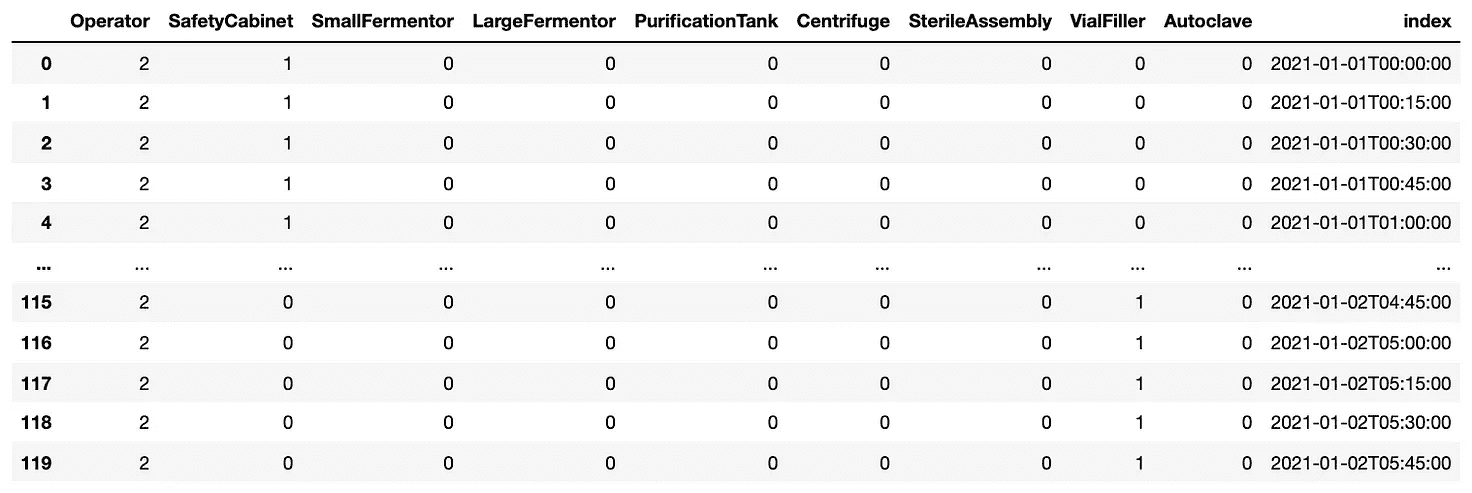 Operator SafetyCabinet SmallFermentor LargeFermentor PurificationTank Centrifuge SterileAssembly VialFiller Autoclave index
0 2 1 0 0 0 0 0 0 0 2021-01-01T00:00:00
1 2 1 0 0 0 0 0 0 0 2021-01-01T00:15:00
2 2 1 0 0 0 0 0 0 0 2021-01-01T00:30:00
3 2 1 0 0 0 0 0 0 0 2021-01-01T00:45:00
4 2 1 0 0 0 0 0 0 0 2021-01-01T01:00:00
... ... ... ... ... ... ... ... ... ... ...
115 2 0 0 0 0 0 0 1 0 2021-01-02T04:45:00
116 2 0 0 0 0 0 0 1 0 2021-01-02T05:00:00
117 2 0 0 0 0 0 0 1 0 2021-01-02T05:15:00
118 2 0 0 0 0 0 0 1 0 2021-01-02T05:30:00
119 2 0 0 0 0 0 0 1 0 2021-01-02T05:45:00